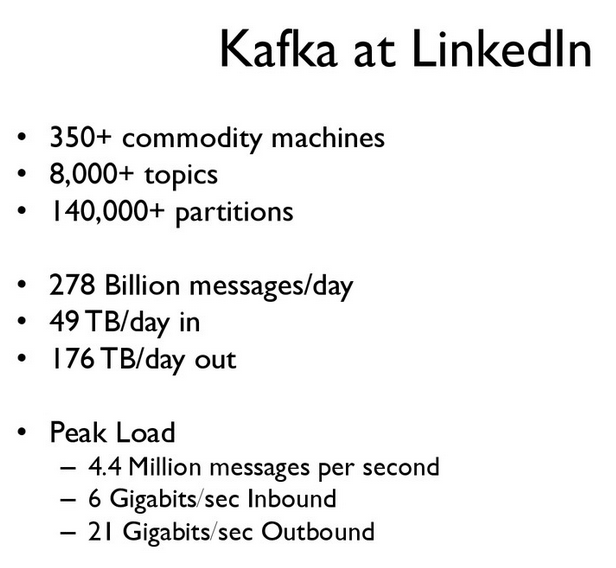 Kafka at LinkedIn
• 350+ commodity machines
• 8,000+ topics
• 140,000+ partitions
• 278 Billion messages/day
• 49 TB/day in
• 176 TB/day out
• Peak Load
– 4.4 Million messages per second
– 6 Gigabits/sec Inbound
– 21 Gigabits/sec Outbound